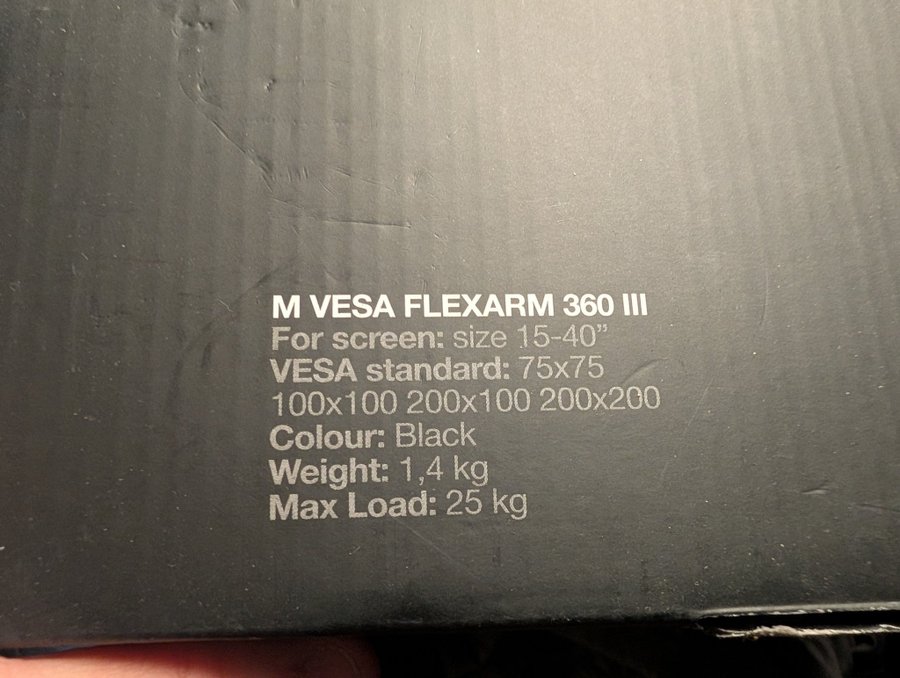 M VESA FLEXARM 360 III
For screen: size 15-40”
VESA standard: 75x75
100x100 200x100 200x200
Colour: Black
Weight: 1,4 kg
Max Load: 25 kg